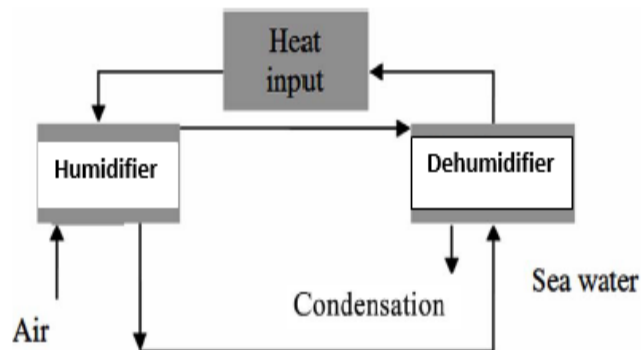 Heat
input
Humidifier
Dehumidifier
Sea water
Condensation
Air